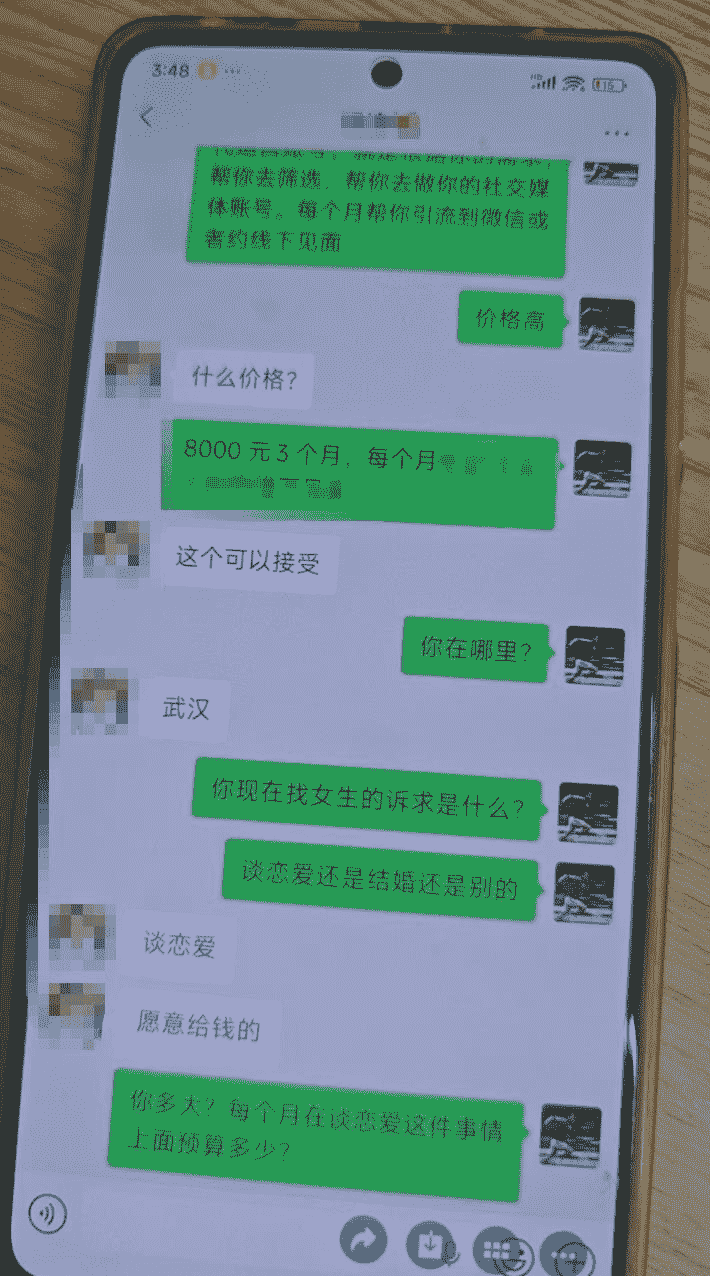 3:48
HD
15
帮你去筛选,帮你去做你的社交媒
体账号。每个月帮你引流到微信或
者约线下见面
价格高
什么价格?
8000 元 3 个月,每个月
这个可以接受
你在哪里?
武汉
你现在找女生的诉求是什么?
谈恋爱还是结婚还是别的
谈恋爱
愿意给钱的
你多大?每个月在谈恋爱这件事情
上面预算多少?